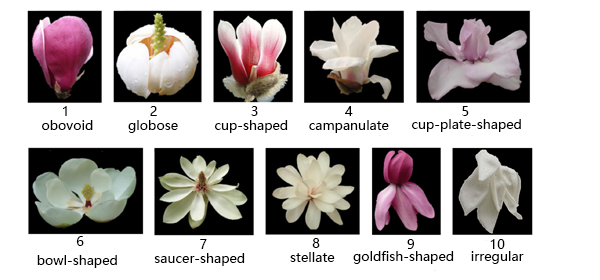 1 2 3 4 5
obovoid globose cup-shaped campanulate cup-plate-shaped
6 7 8 9 10
bowl-shaped saucer-shaped stellate goldfish-shaped irregular